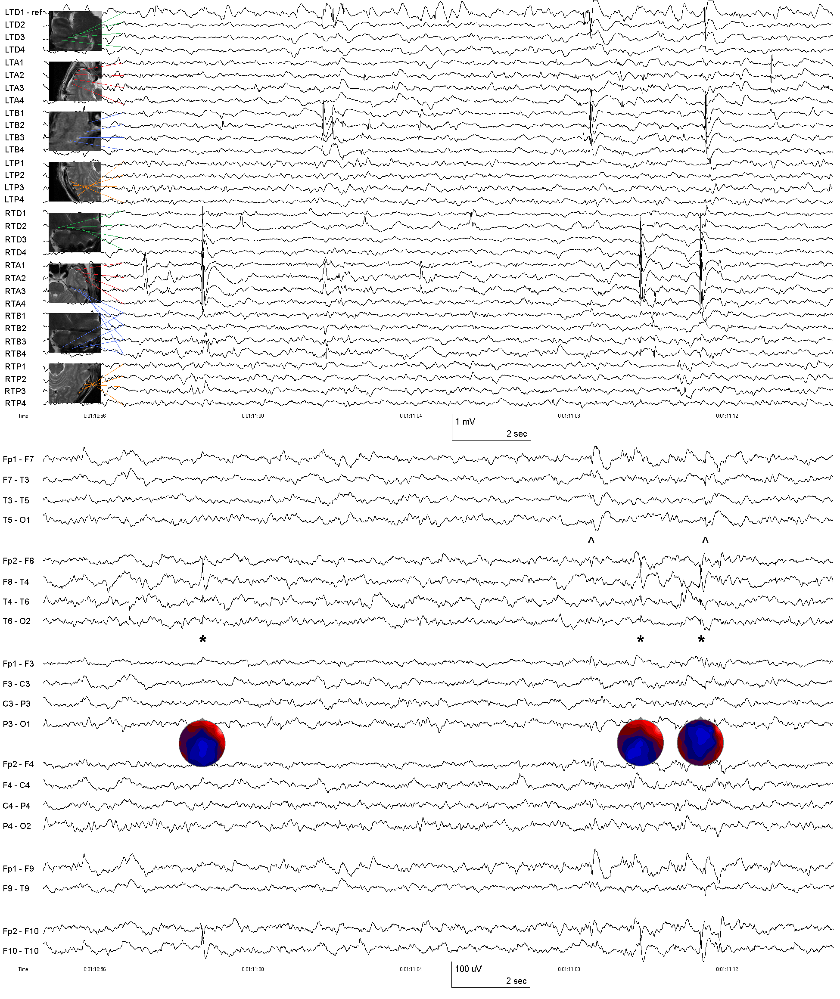 LTD1 - ref
LTD2
LTD3
LTD4
LTA1
LTA2
LTA3
LTA4
LTB1
LTB2
LTB3
LTB4
LTP1
LTP2
LTP3
LTP4
RTD1
RTD2
RTD3
RTD4
RTA1
RTA2
RTA3
RTA4
RTB1
RTB2
RTB3
RTB4
RTP1
RTP2
RTP3
RTP4
Time 0:01:10:56 0:01:11:00 0:01:11:04 0:01:11:08 0:01:11:12
1 mV
2 sec
Fp1 - F7
F7 - T3
T3 - T5
T5 - O1
^ ^
Fp2 - F8
F8 - T4
T4 - T6
T6 - O2
* * *
Fp1 - F3
F3 - C3
C3 - P3
P3 - O1
Fp2 - F4
F4 - C4
C4 - P4
P4 - O2
Fp1 - F9
F9 - T9
Fp2 - F10
F10 - T10
Time 0:01:10:56 0:01:11:00 0:01:11:04 0:01:11:08 0:01:11:12
100 uV
2 sec